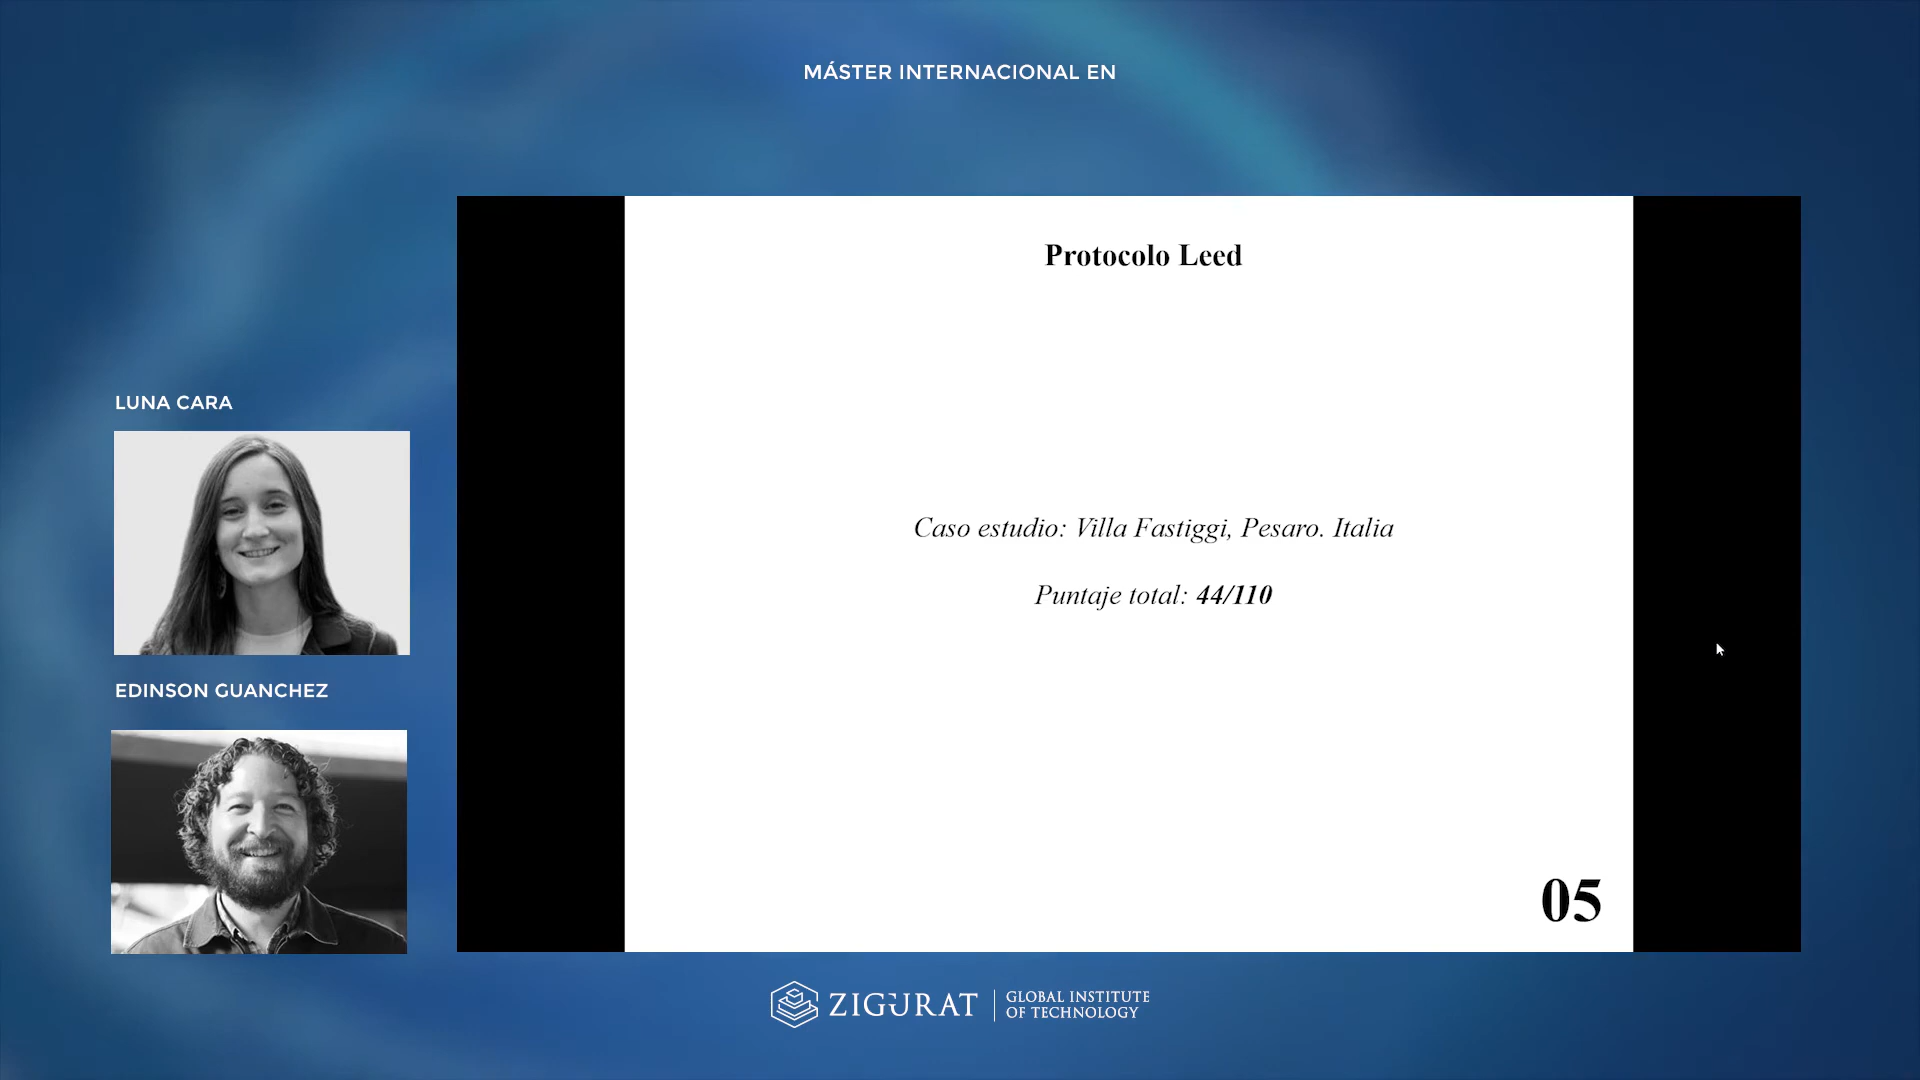 MÁSTER INTERNACIONAL EN
LUNA CARA
EDINSON GUANCHEZ
Protocolo Leed
Caso estudio: Villa Fastiggi, Pesaro. Italia
Puntaje total: 44/110
05
ZIGURAT
GLOBAL INSTITUTE
OF TECHNOLOGY